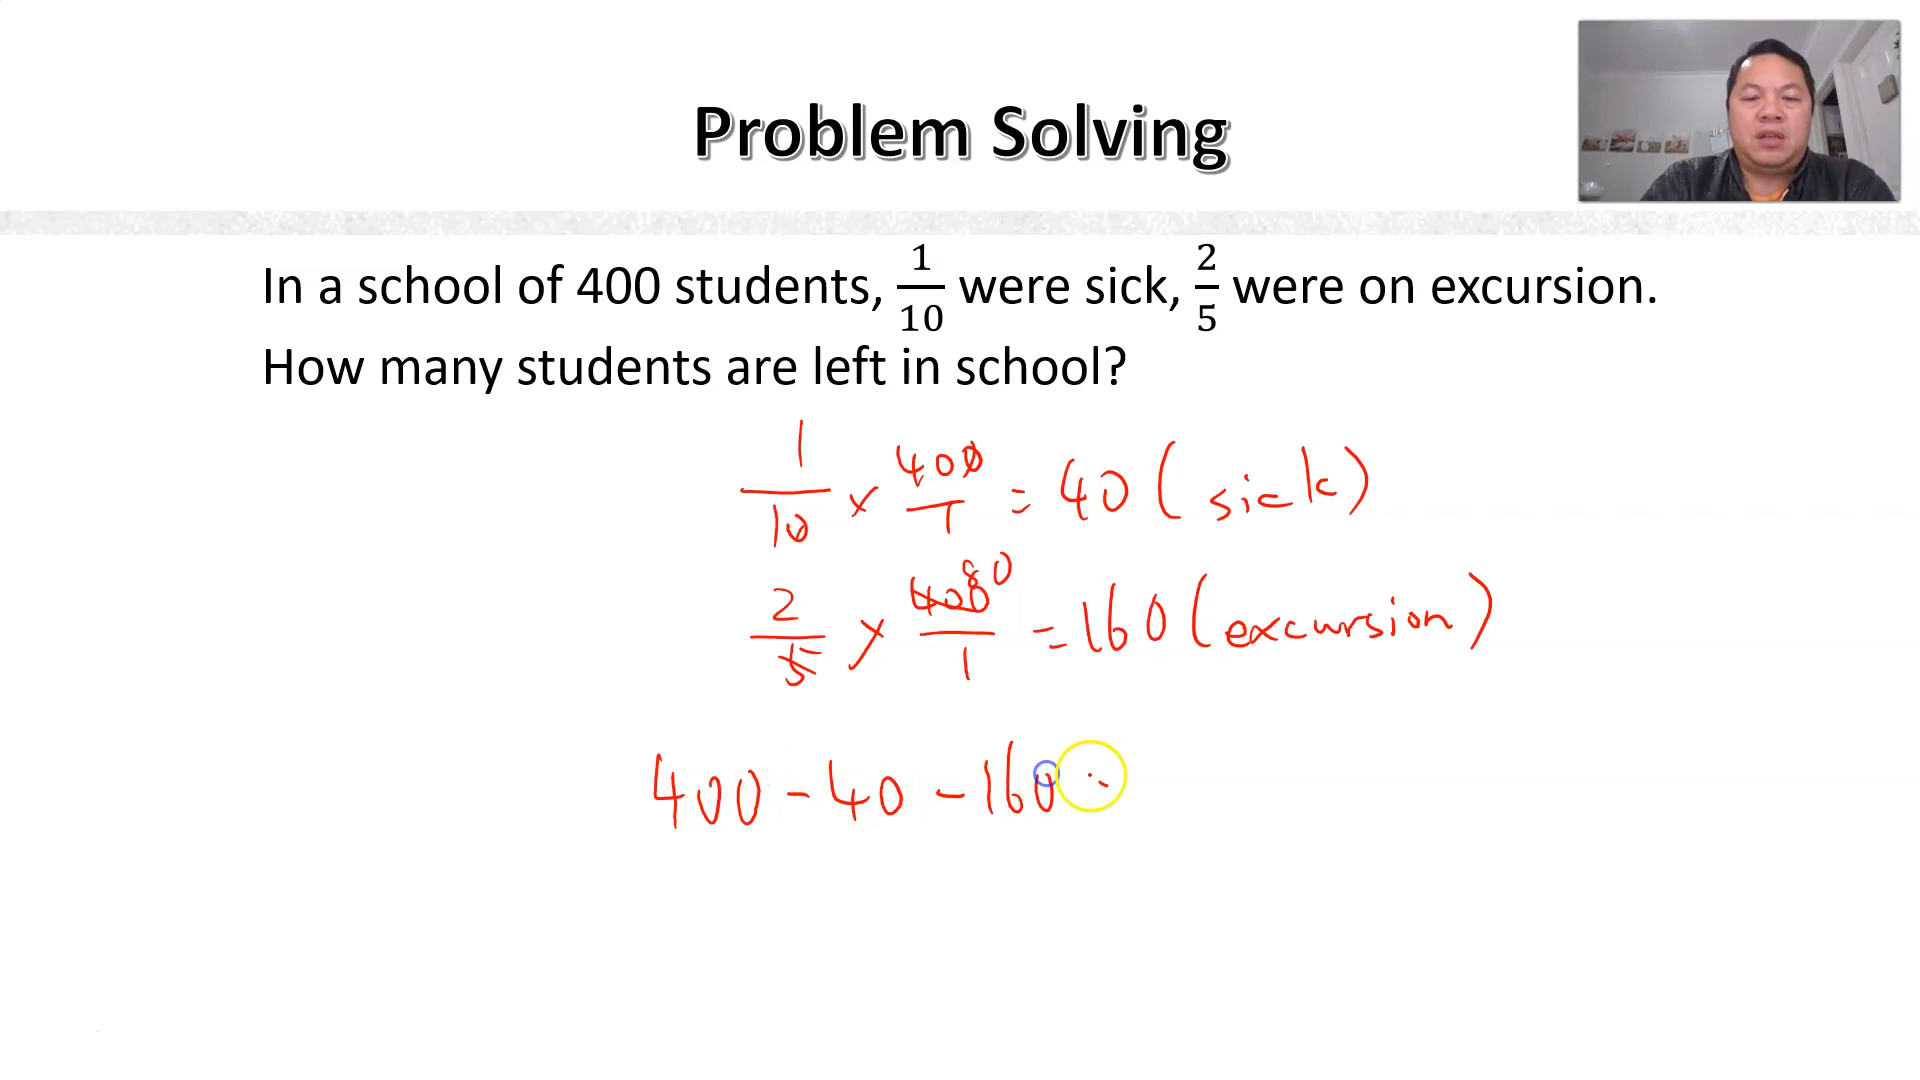 Problem Solving
In a school of 400 students, 1/10 were sick, 2/5 were on excursion.
How many students are left in school?
1/10 × 400/1 = 40 (sick)
2/5 × 400/1 80 = 160 (excursion)
400 - 40 - 160